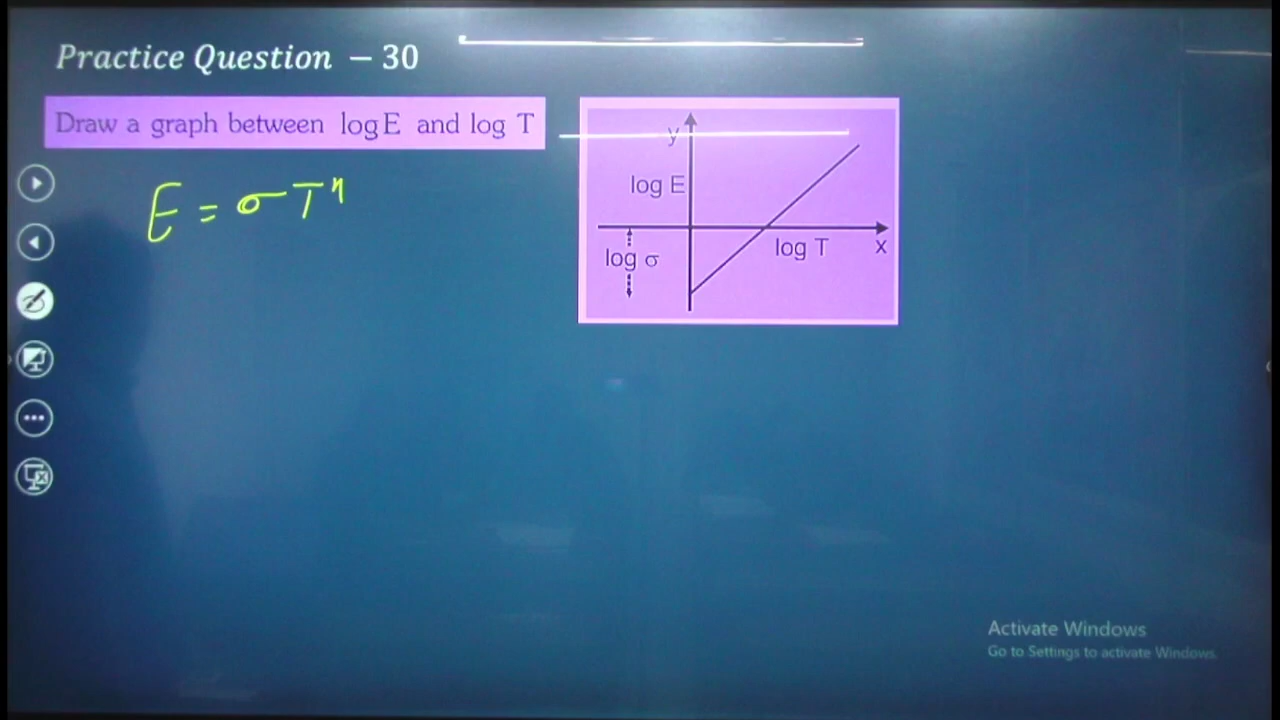 Practice Question – 30
Draw a graph between log E and log T
E = σT⁴
y
log E
log σ
log T
x
Activate Windows
Go to Settings to activate Windows.